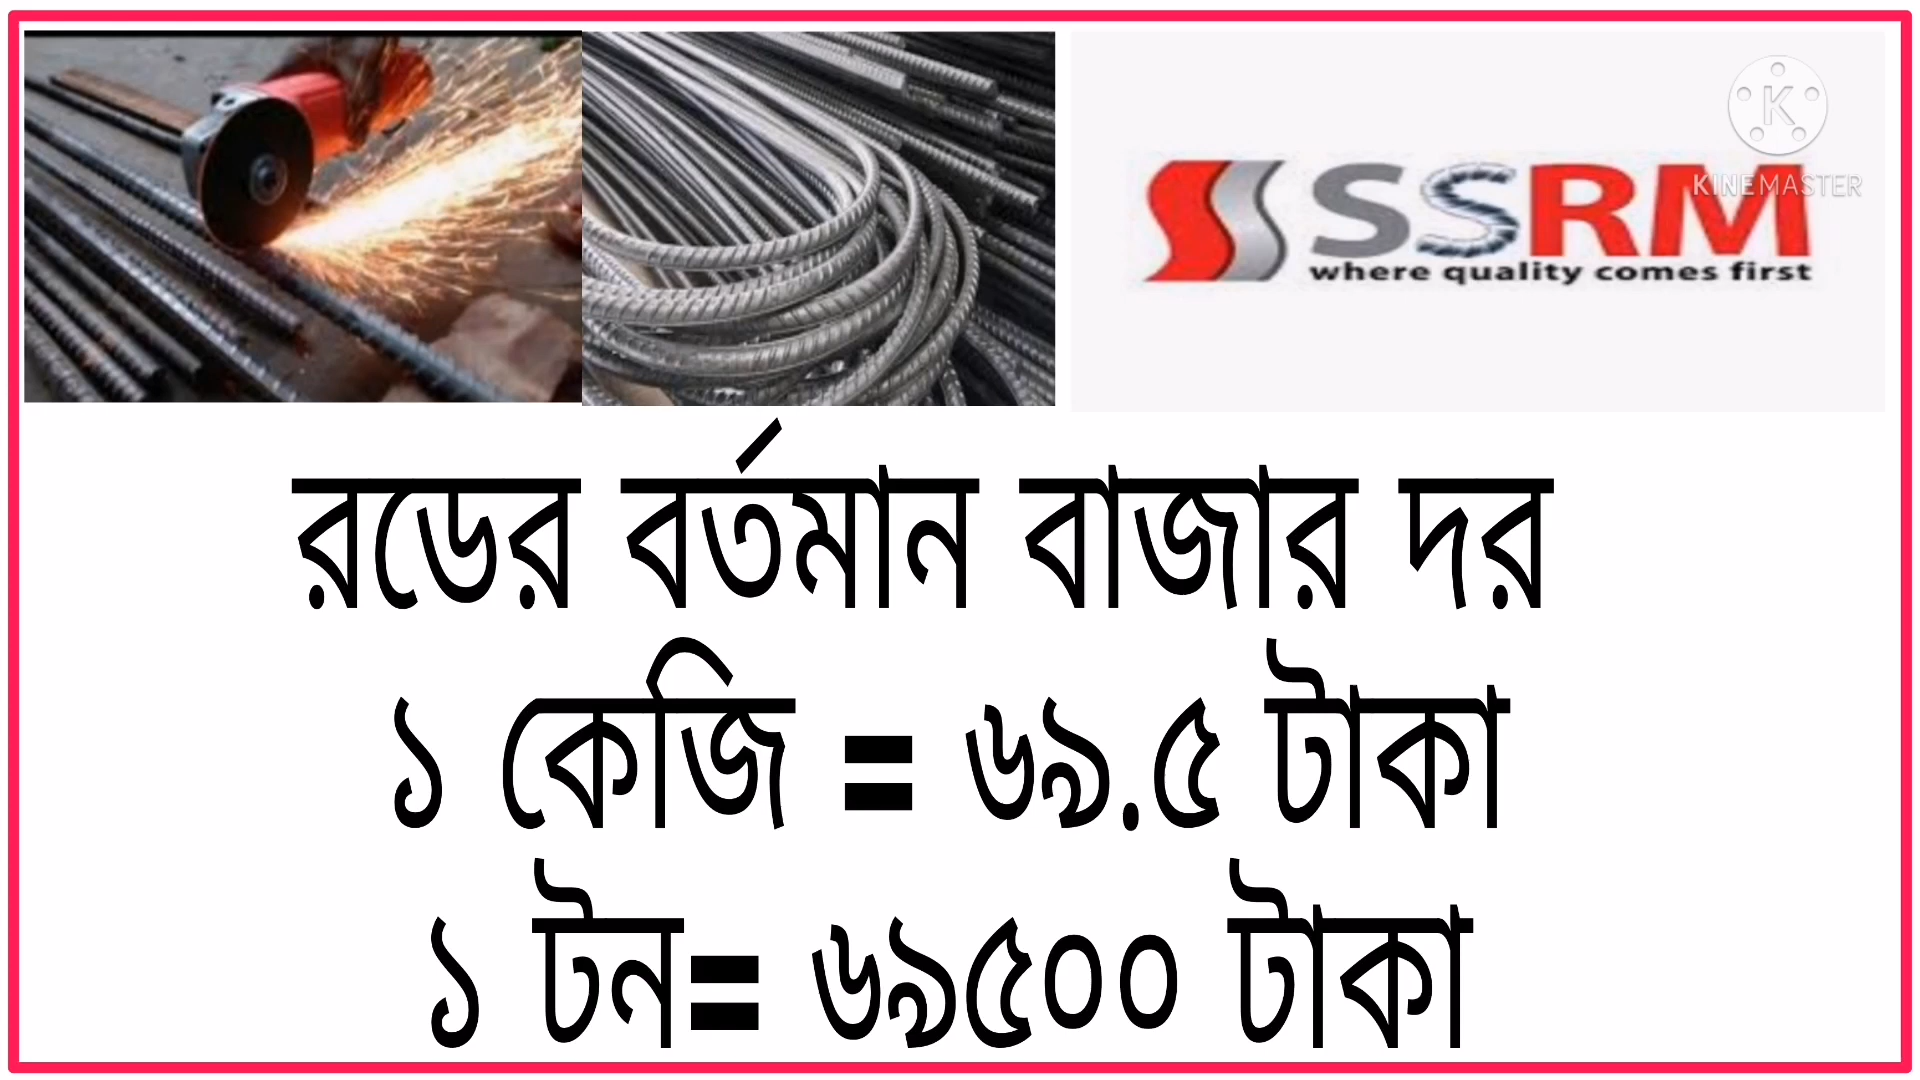 SSRM
where quality comes first
KINEMASTER
রডের বর্তমান বাজার দর
১ কেজি = ৬৯.৫ টাকা
১ টন= ৬৯৫০০ টাকা